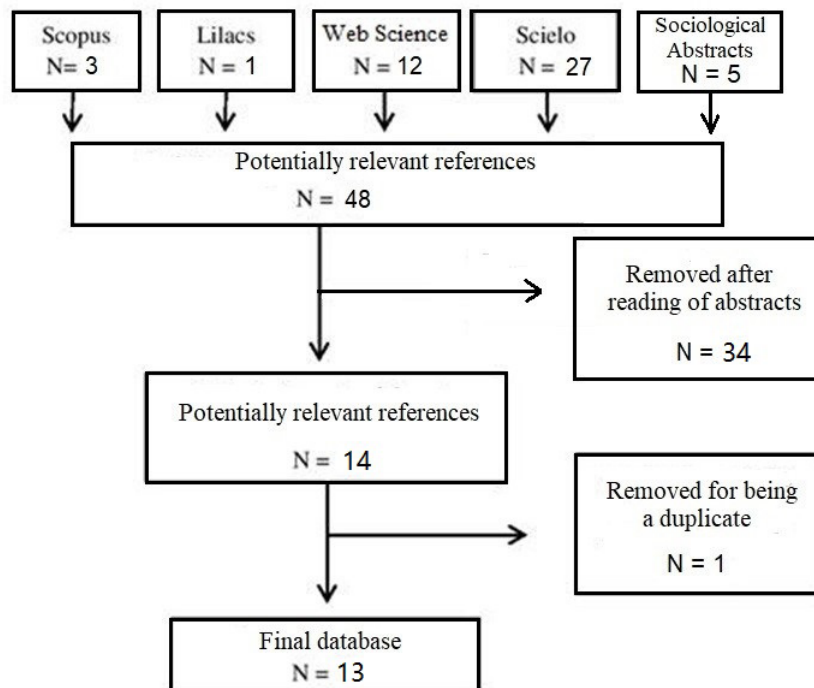 Scopus
N= 3
Lilacs
N = 1
Web Science
N = 12
Scielo
N = 27
Sociological
Abstracts
N = 5
Potentially relevant references
N = 48
Removed after
reading of abstracts
N = 34
Potentially relevant references
N = 14
Removed for being
a duplicate
N = 1
Final database
N = 13